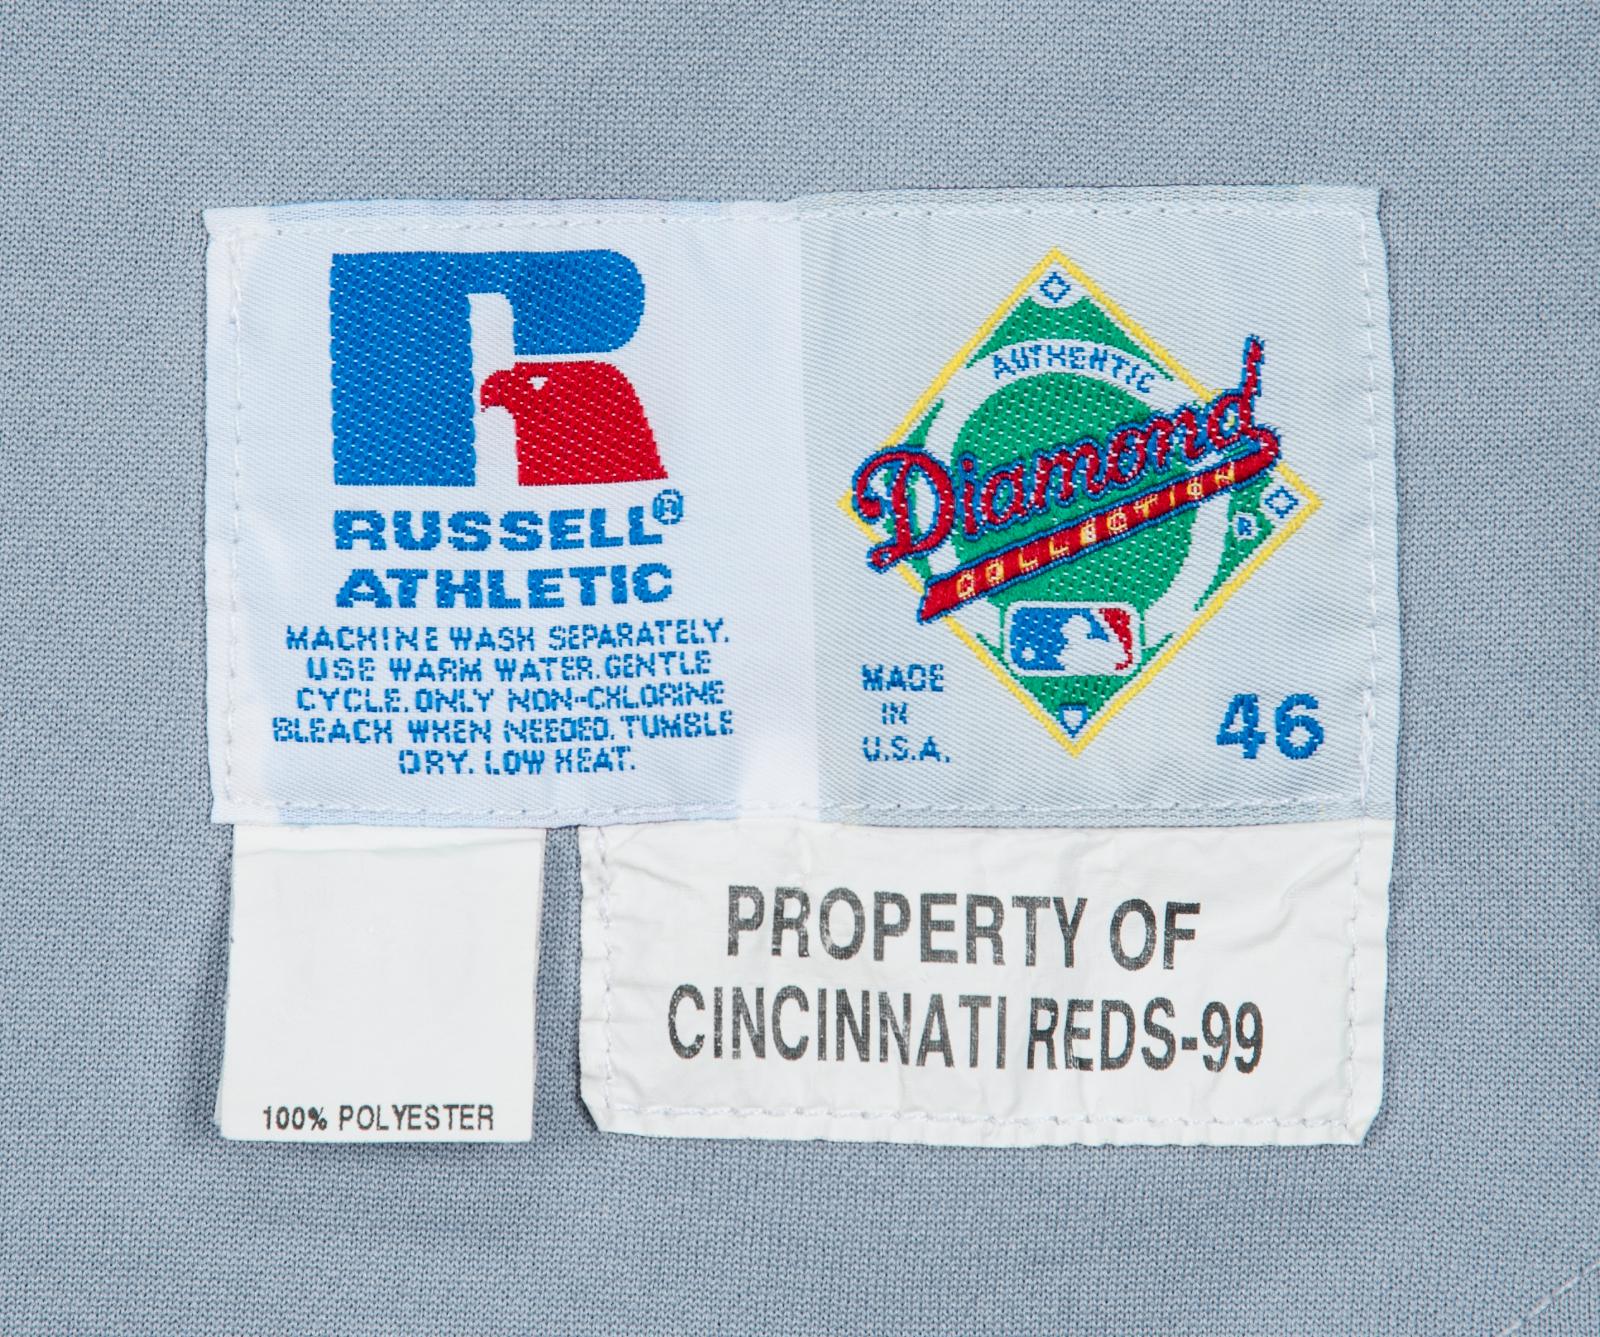 RUSSELL®
ATHLETIC
MACHINE WASH SEPARATELY.
USE WARM WATER. GENTLE
CYCLE. ONLY NON-CHLORINE
BLEACH WHEN NEEDED. TUMBLE
DRY. LOW HEAT.
AUTHENTIC
Diamond
COLLECTION
®
MADE
IN
U.S.A.
46
100% POLYESTER
PROPERTY OF
CINCINNATI REDS-99